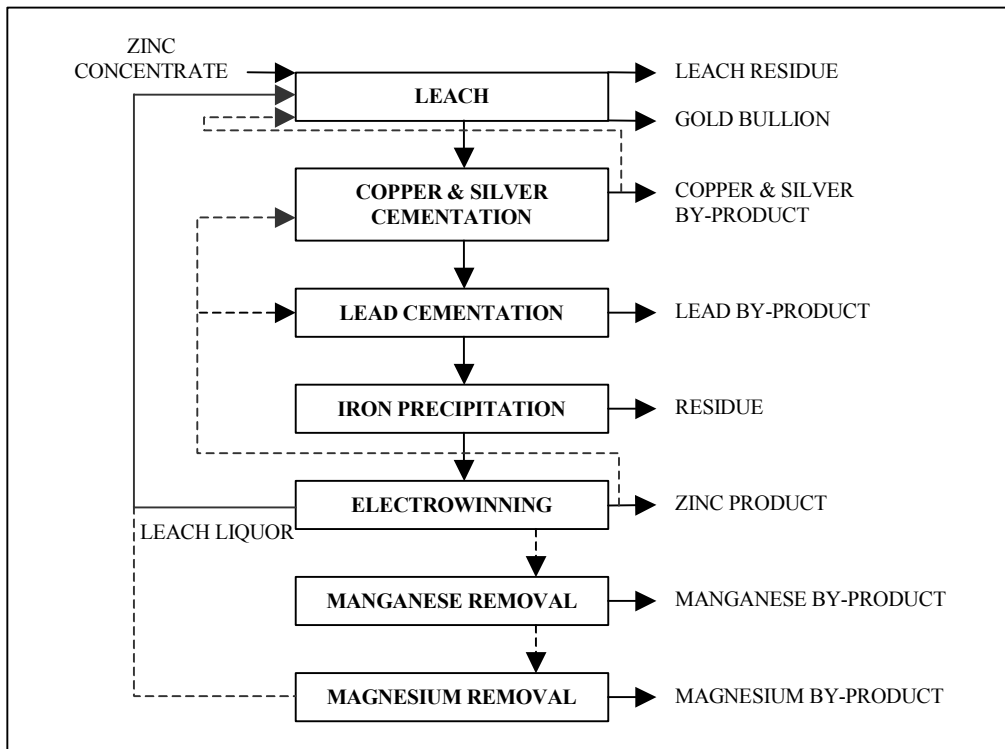 ZINC
CONCENTRATE
LEACH
LEACH RESIDUE
GOLD BULLION
COPPER & SILVER
CEMENTATION
COPPER & SILVER
BY-PRODUCT
LEAD CEMENTATION
LEAD BY-PRODUCT
IRON PRECIPITATION
RESIDUE
ELECTROWINNING
ZINC PRODUCT
LEACH LIQUOR
MANGANESE REMOVAL
MANGANESE BY-PRODUCT
MAGNESIUM REMOVAL
MAGNESIUM BY-PRODUCT